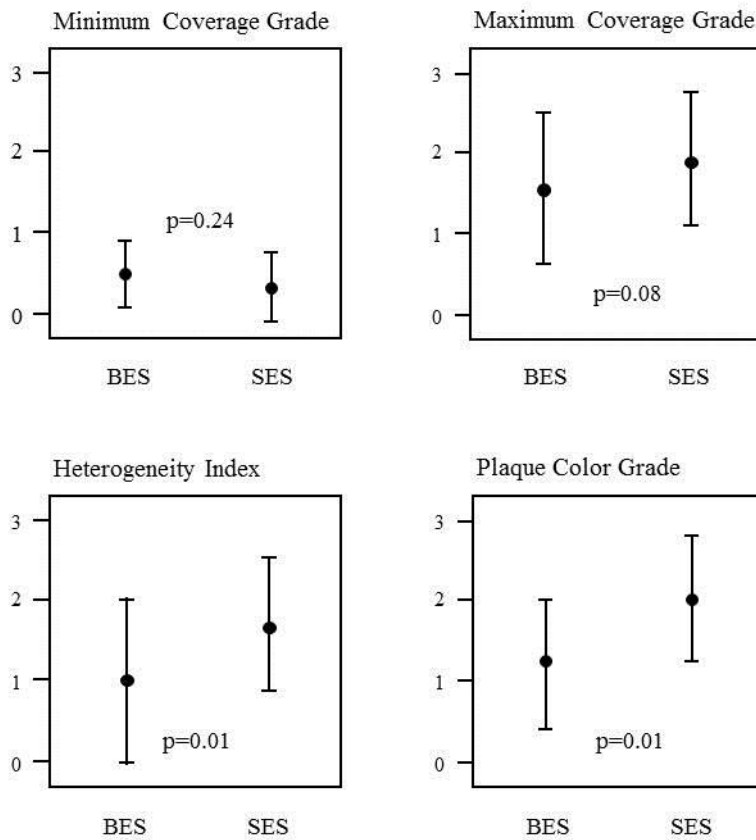 Minimum Coverage Grade
3
2
1
0
p=0.24
BES SES
Maximum Coverage Grade
3
2
1
0
p=0.08
BES SES
Heterogeneity Index
3
2
1
0
p=0.01
BES SES
Plaque Color Grade
3
2
1
0
p=0.01
BES SES